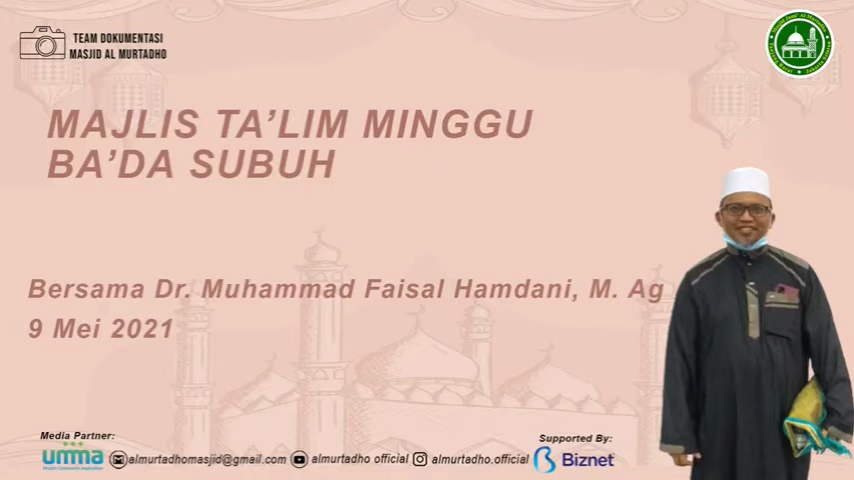 TEAM DOKUMENTASI
MASJID AL MURTADHO
MAJLIS TA'LIM MINGGU
BA'DA SUBUH
Bersama Dr. Muhammad Faisal Hamdani, M. Ag
9 Mei 2021
Media Partner:
umma
almurtadhomasjid@gmail.com
almurtadho official
almurtadho.official
Supported By:
Biznet